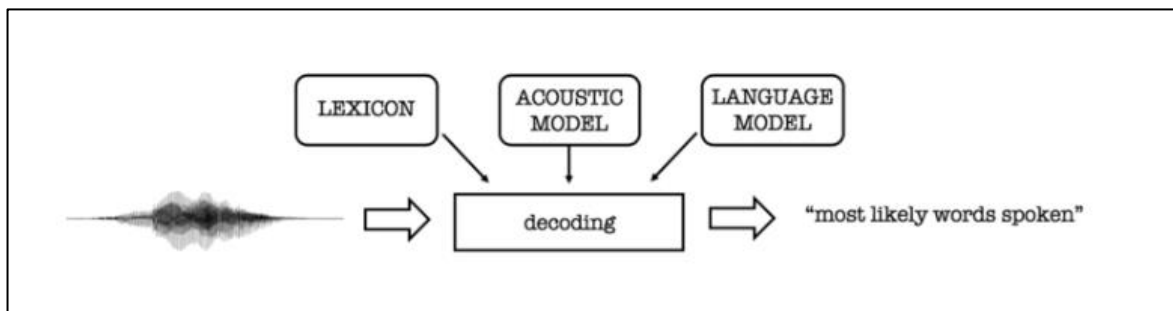 LEXICON
ACOUSTIC
MODEL
LANGUAGE
MODEL
decoding
“most likely words spoken”